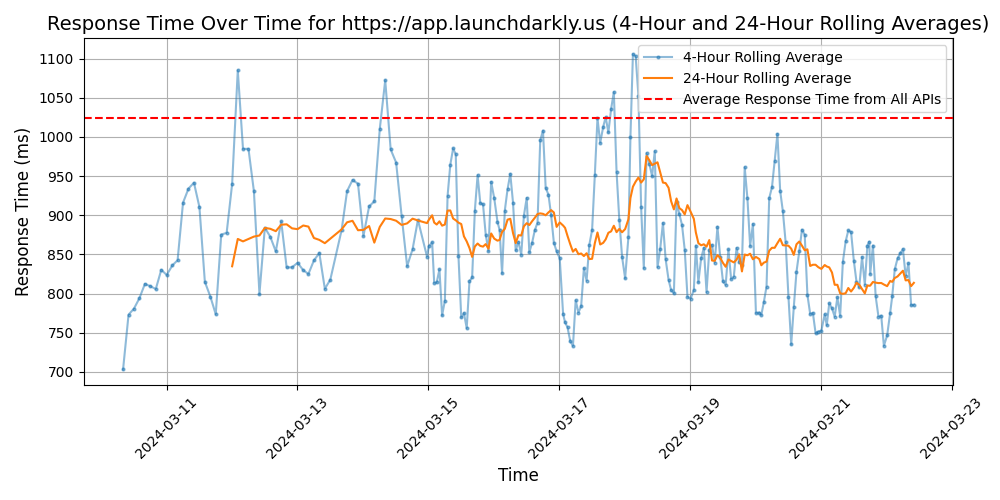 Response Time Over Time for https://app.launchdarkly.us (4-Hour and 24-Hour Rolling Averages)
4-Hour Rolling Average
24-Hour Rolling Average
Average Response Time from All APIs
Response Time (ms)
1100
1050
1000
950
900
850
800
750
700
2024-03-11
2024-03-13
2024-03-15
2024-03-17
2024-03-19
2024-03-21
2024-03-23
Time